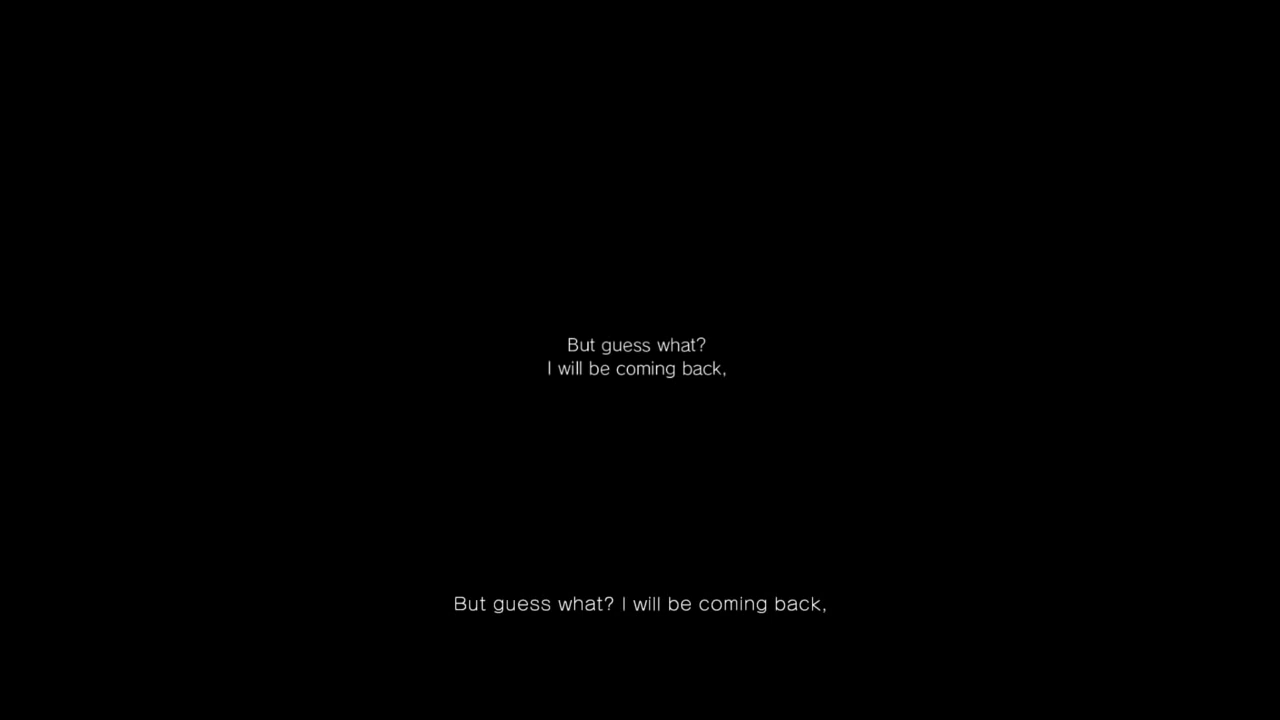 But guess what?
I will be coming back,
But guess what? I will be coming back,